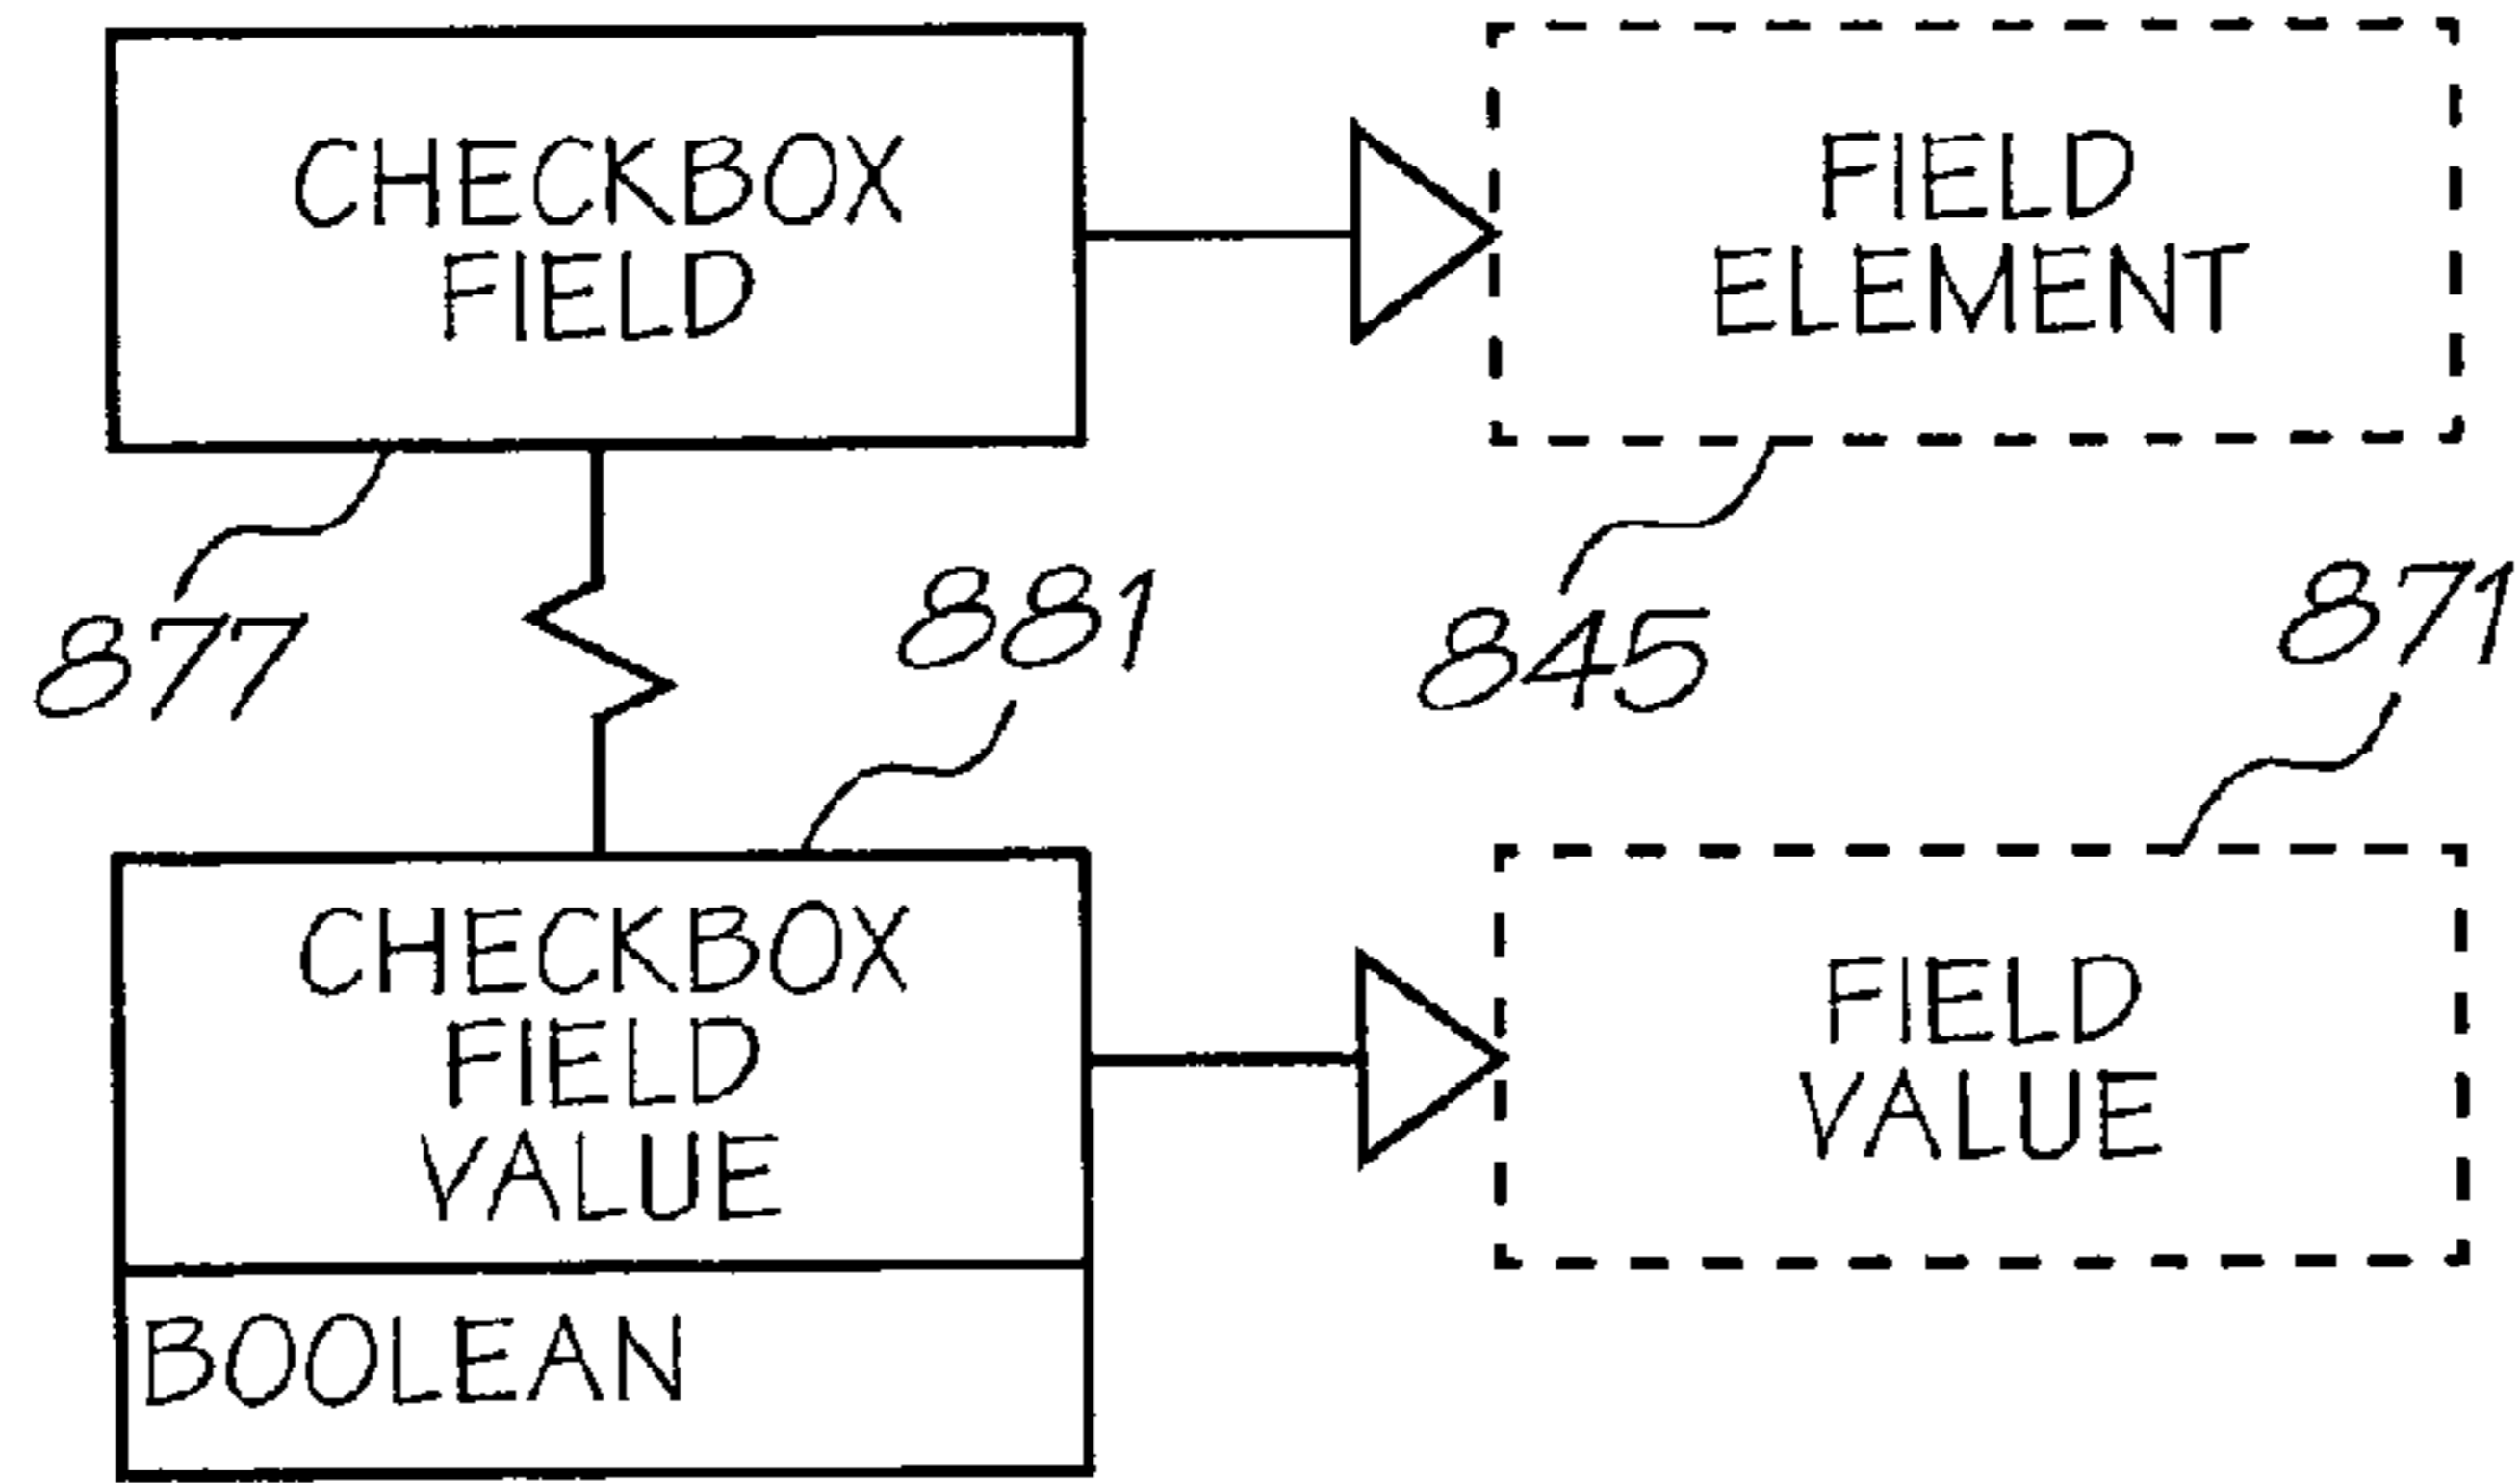 CHECKBOX
FIELD
FIELD
ELEMENT
877
881
845
871
CHECKBOX
FIELD
VALUE
FIELD
VALUE
BOOLEAN